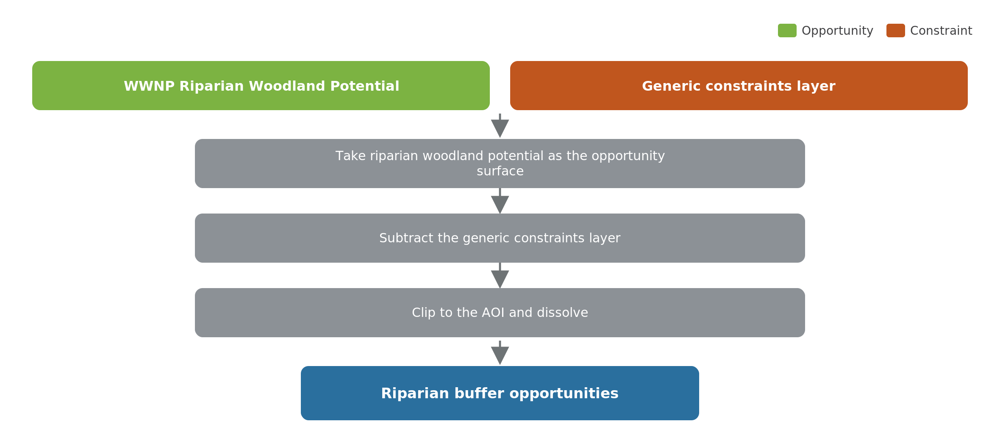 Opportunity
Constraint
WWNP Riparian Woodland Potential
Generic constraints layer
Take riparian woodland potential as the opportunity
surface
Subtract the generic constraints layer
Clip to the AOI and dissolve
Riparian buffer opportunities